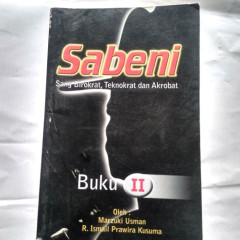 Sabeni
Sang Birokrat, Teknokrat dan Akrobat
Buku II
Oleh :
Marzuki Usman
R. Ismail Prawira Kusuma